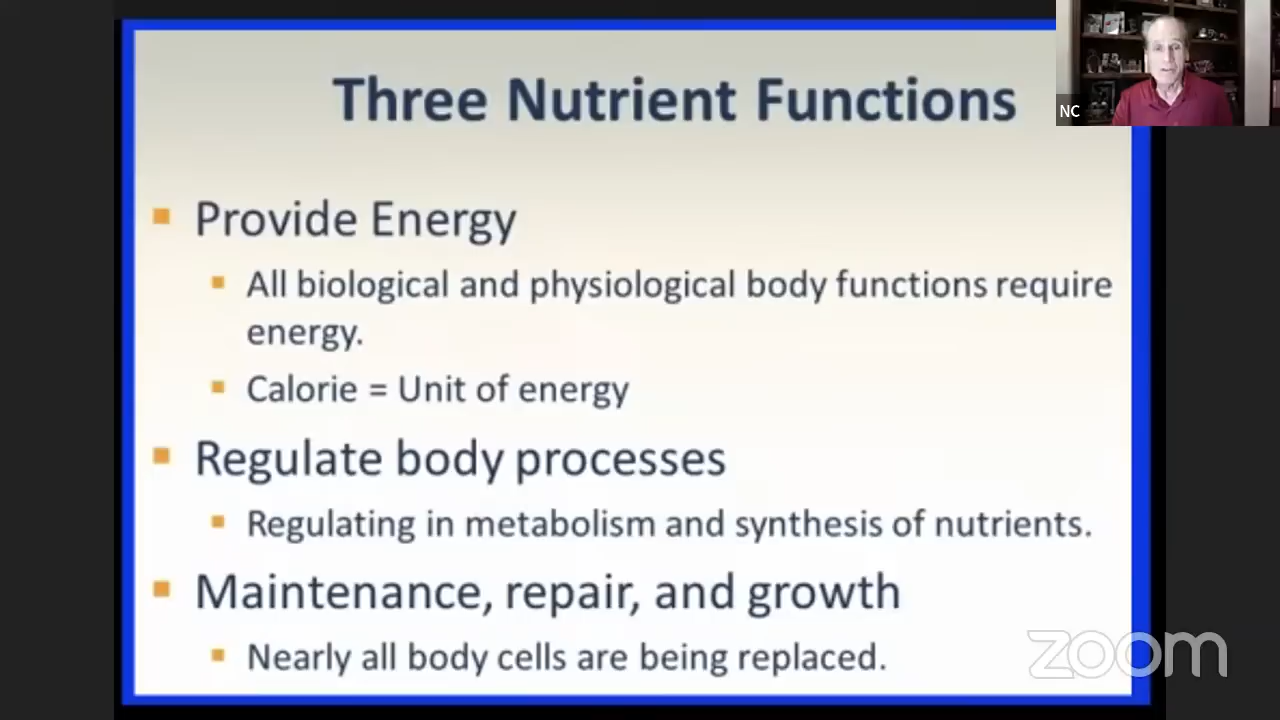 Three Nutrient Functions
NC
Provide Energy
All biological and physiological body functions require
energy.
Calorie = Unit of energy
Regulate body processes
Regulating in metabolism and synthesis of nutrients.
Maintenance, repair, and growth
Nearly all body cells are being replaced.
zoom